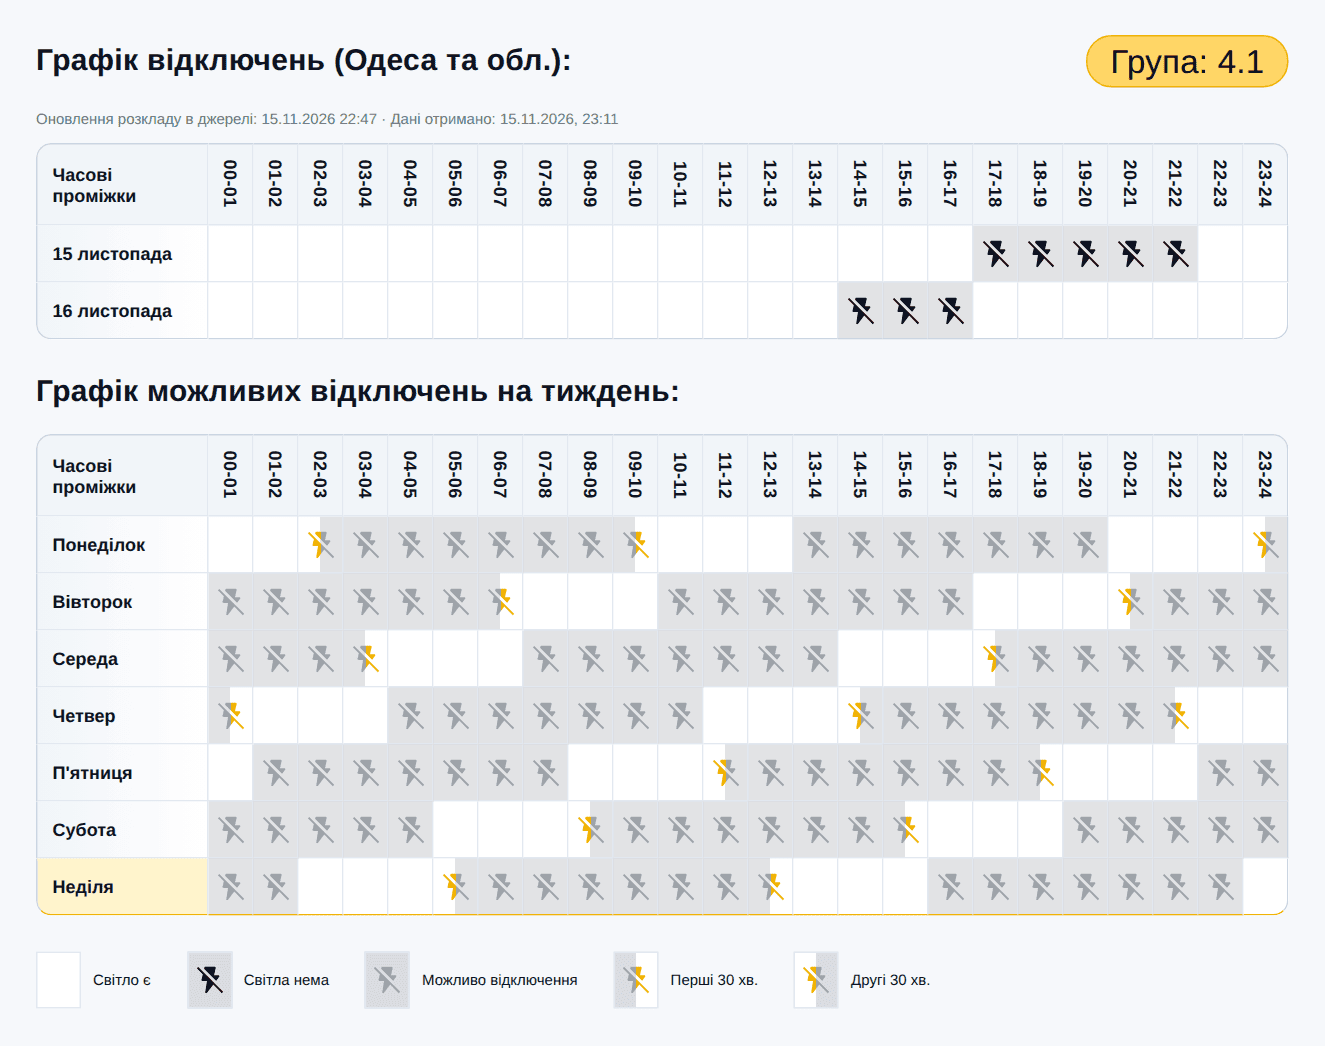 Графік відключень (Одеса та обл.):
Група: 4.1
Оновлення розкладу в джерелі: 15.11.2026 22:47 · Дані отримано: 15.11.2026, 23:11
Часові проміжки 00-01 01-02 02-03 03-04 04-05 05-06 06-07 07-08 08-09 09-10 10-11 11-12 12-13 13-14 14-15 15-16 16-17 17-18 18-19 19-20 20-21 21-22 22-23 23-24
15 листопада
16 листопада
Графік можливих відключень на тиждень:
Часові проміжки 00-01 01-02 02-03 03-04 04-05 05-06 06-07 07-08 08-09 09-10 10-11 11-12 12-13 13-14 14-15 15-16 16-17 17-18 18-19 19-20 20-21 21-22 22-23 23-24
Понеділок
Вівторок
Середа
Четвер
П'ятниця
Субота
Неділя
Світло є Світла нема Можливо відключення Перші 30 хв. Другі 30 хв.